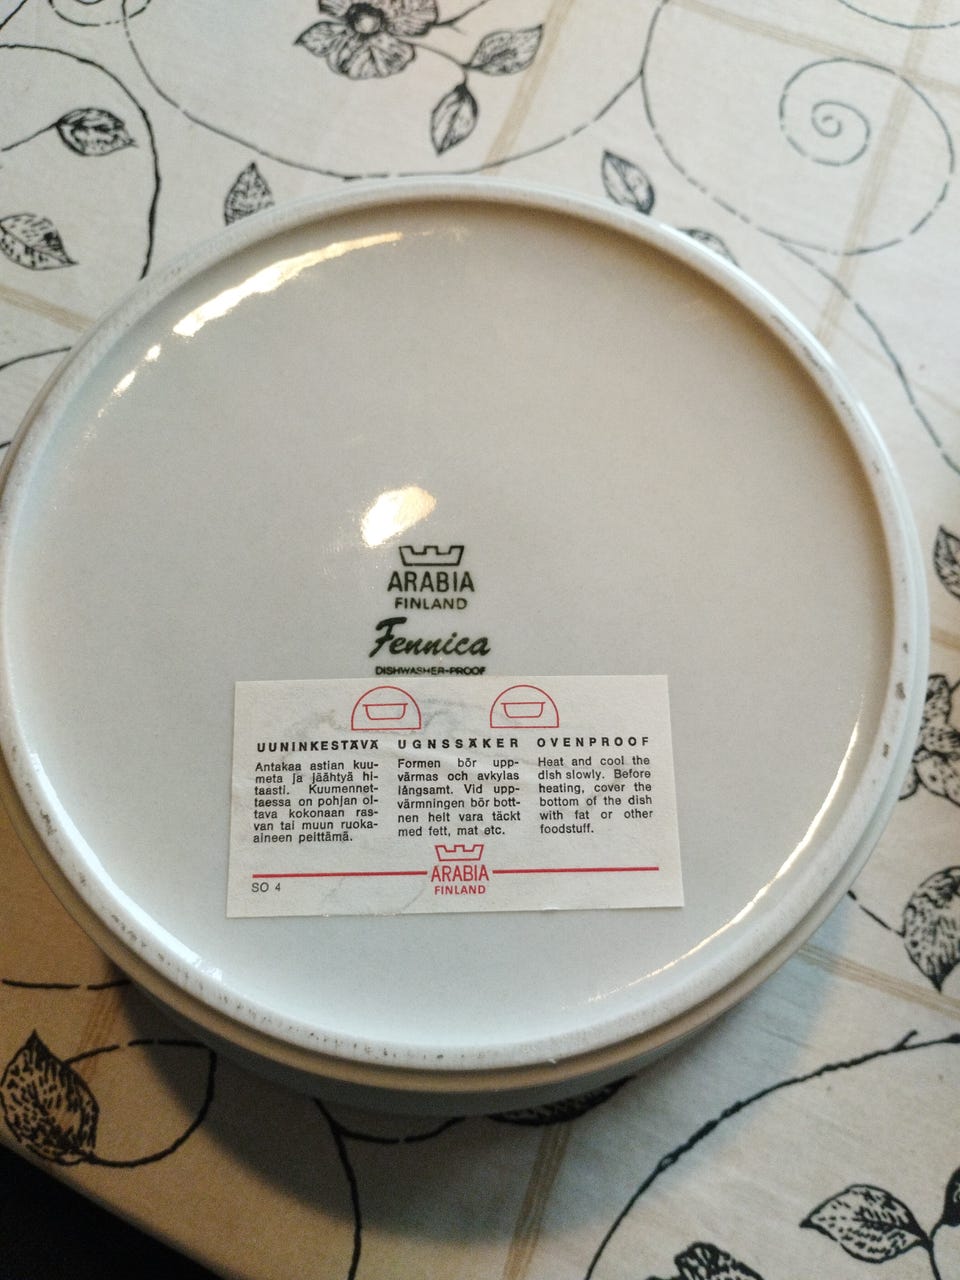 ARABIA
FINLAND
Fennica
DISHWASHER-PROOF
UUNINKESTÄVÄ
Antakaa astian kuu-
meta ja jäähtyä hi-
taasti. Kuumennet-
taessa on pohjan ol-
tava kokonaan ras-
van tai muun ruoka-
aineen peittämä.
UGNSSÄKER
Formen bör upp-
värmas och avkylas
långsamt. Vid upp-
värmningen bör bott-
nen helt vara täckt
med fett, mat etc.
OVENPROOF
Heat and cool the
dish slowly. Before
heating, cover the
bottom of the dish
with fat or other
foodstuff.
ARABIA
FINLAND
SO 4